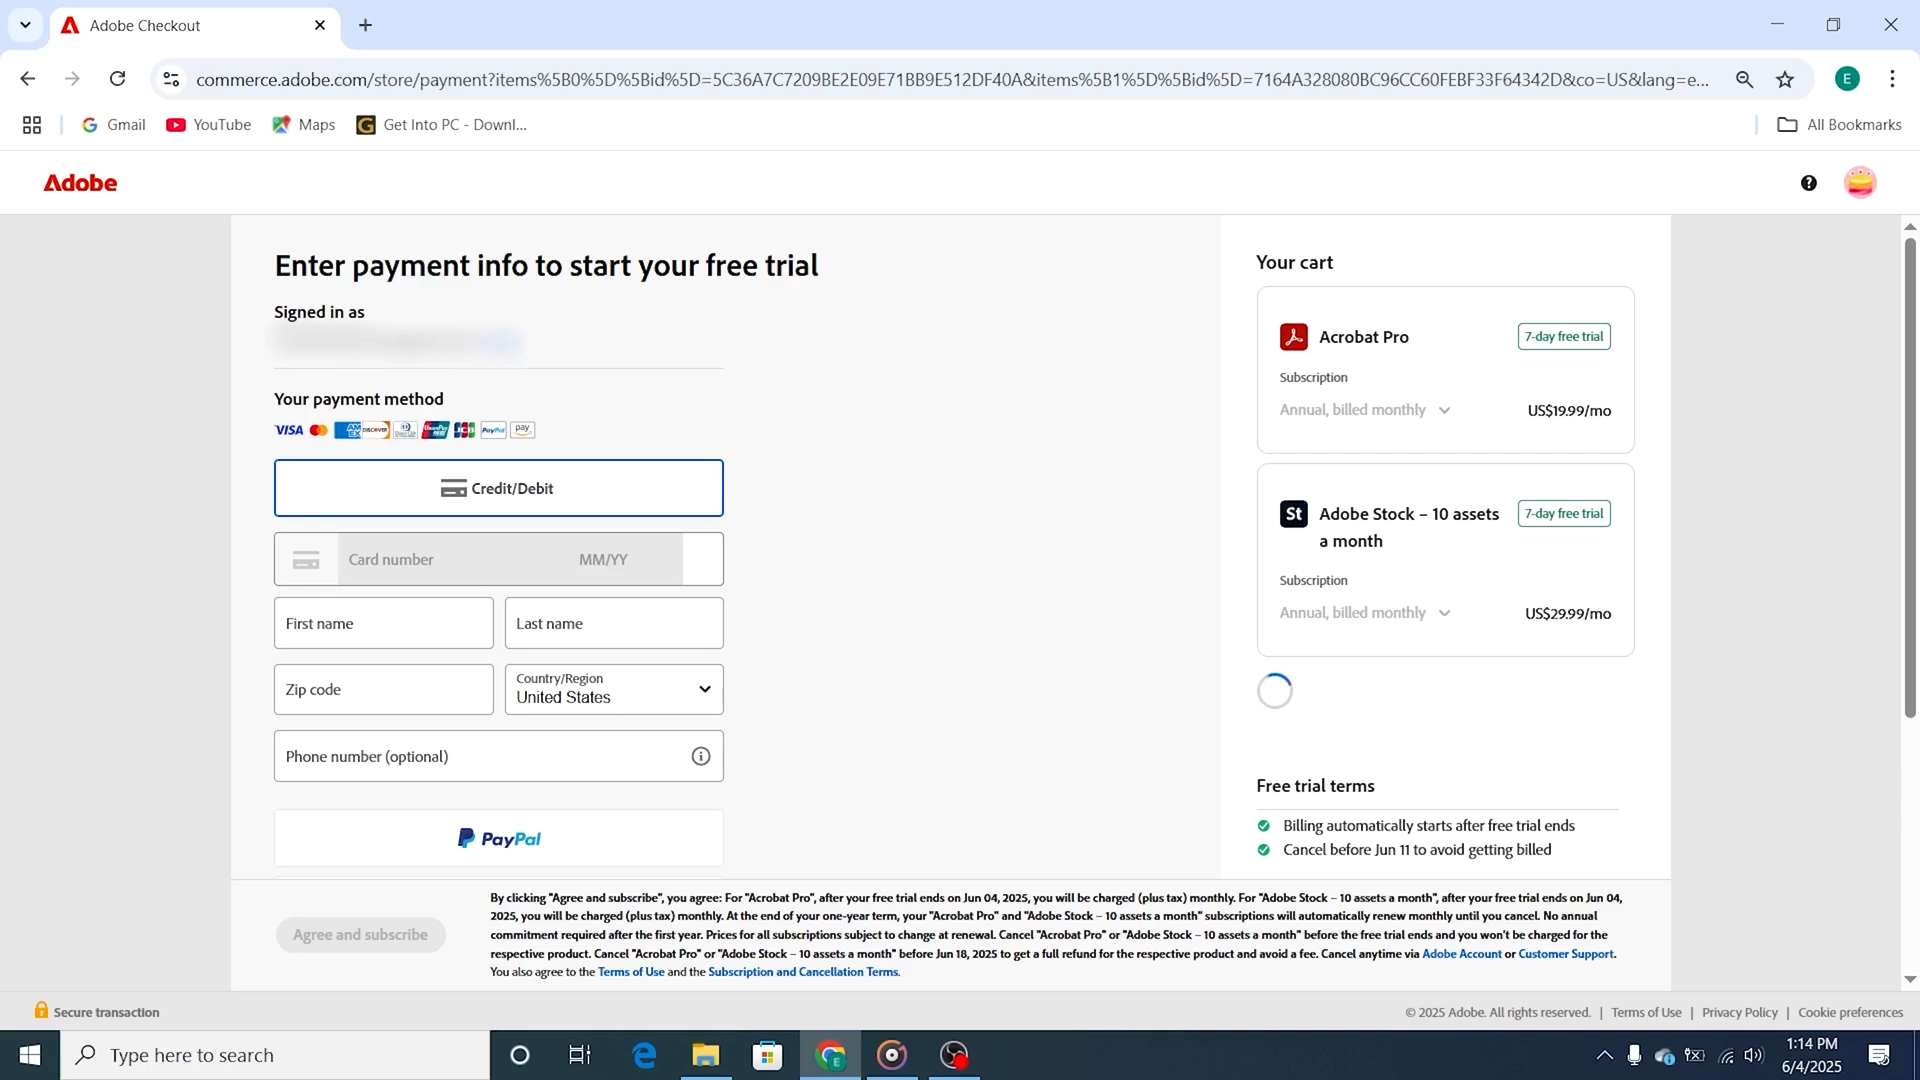 Adobe Checkout
commerce.adobe.com/store/payment?items%5B0%5D%5Bid%5D=5C36A7C7209BE2E09E71BB9E512DF40A&items%5B1%5D%5Bid%5D=7164A328080BC96CC60FEBF33F64342D&co=US&lang=e...
E
Gmail
YouTube
Maps
Get Into PC - Downl...
All Bookmarks
Adobe
Enter payment info to start your free trial
Signed in as
Your payment method
VISA
AM EX
DISCOVER
JCB
PayPal
pay
Credit/Debit
Card number
MM/YY
First name
Last name
Zip code
Country/Region
United States
Phone number (optional)
PayPal
Your cart
Acrobat Pro
7-day free trial
Subscription
Annual, billed monthly
US$19.99/mo
St
Adobe Stock – 10 assets
7-day free trial
a month
Subscription
Annual, billed monthly
US$29.99/mo
Free trial terms
Billing automatically starts after free trial ends
Cancel before Jun 11 to avoid getting billed
Agree and subscribe
By clicking "Agree and subscribe", you agree: For "Acrobat Pro", after your free trial ends on Jun 04, 2025, you will be charged (plus tax) monthly. For "Adobe Stock – 10 assets a month", after your free trial ends on Jun 04,
2025, you will be charged (plus tax) monthly. At the end of your one-year term, your "Acrobat Pro" and "Adobe Stock – 10 assets a month" subscriptions will automatically renew monthly until you cancel. No annual
commitment required after the first year. Prices for all subscriptions subject to change at renewal. Cancel "Acrobat Pro" or "Adobe Stock – 10 assets a month" before the free trial ends and you won't be charged for the
respective product. Cancel "Acrobat Pro" or "Adobe Stock – 10 assets a month" before Jun 18, 2025 to get a full refund for the respective product and avoid a fee. Cancel anytime via Adobe Account or Customer Support.
You also agree to the Terms of Use and the Subscription and Cancellation Terms.
Secure transaction
© 2025 Adobe. All rights reserved. | Terms of Use | Privacy Policy | Cookie preferences
Type here to search
1:14 PM
6/4/2025